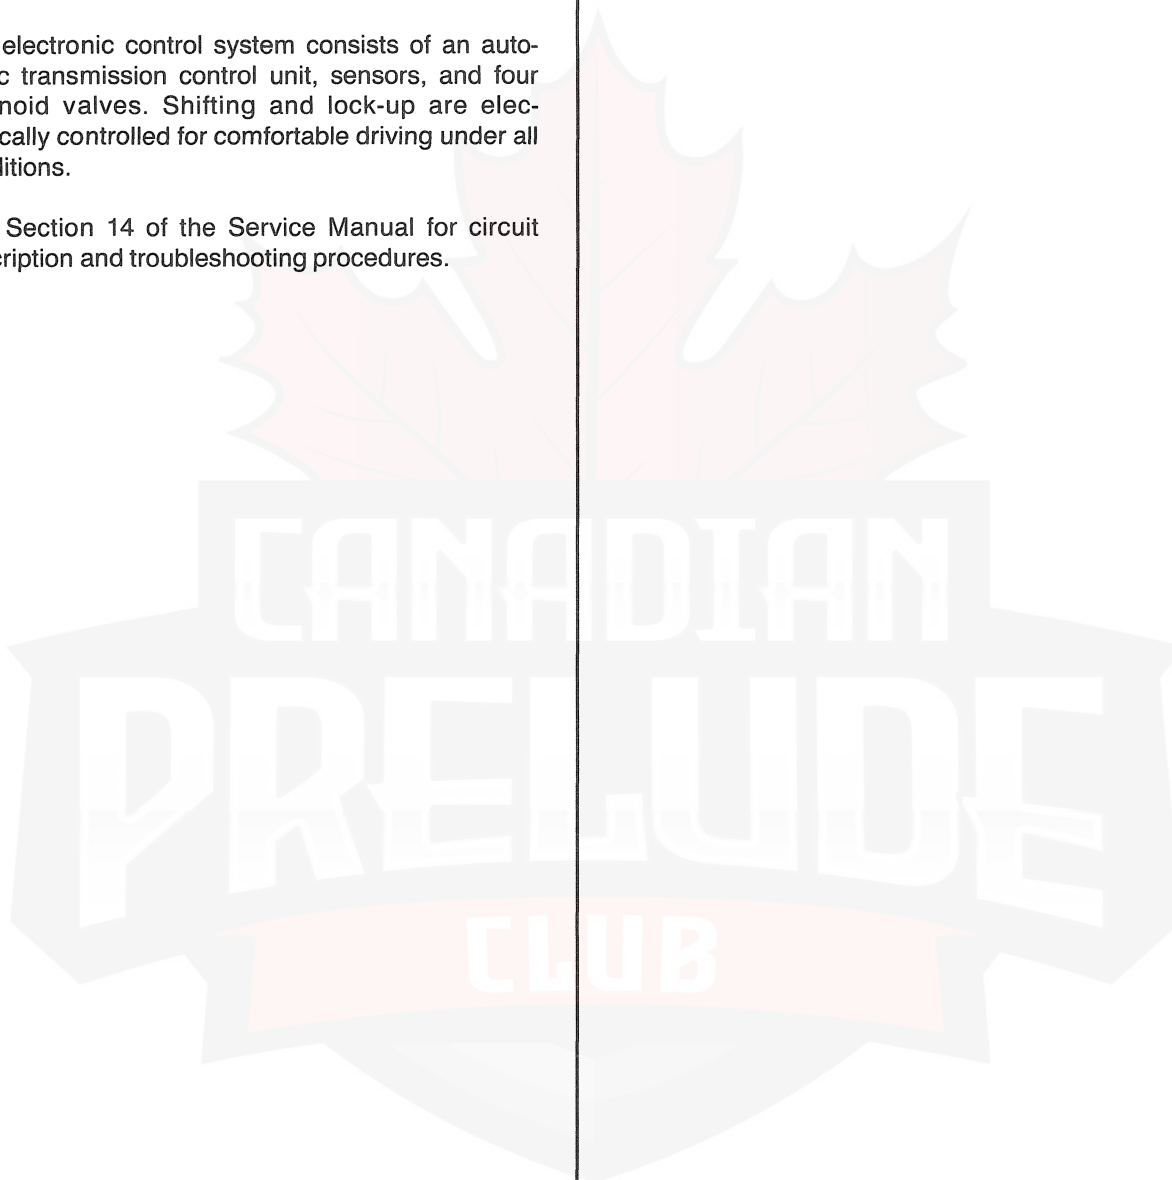 electronic control system consists of an auto-
c transmission control unit, sensors, and four
noid valves. Shifting and lock-up are elec-
cally controlled for comfortable driving under all
litions.
Section 14 of the Service Manual for circuit
cription and troubleshooting procedures.
CANADIAN
PRELUDE
CLUB